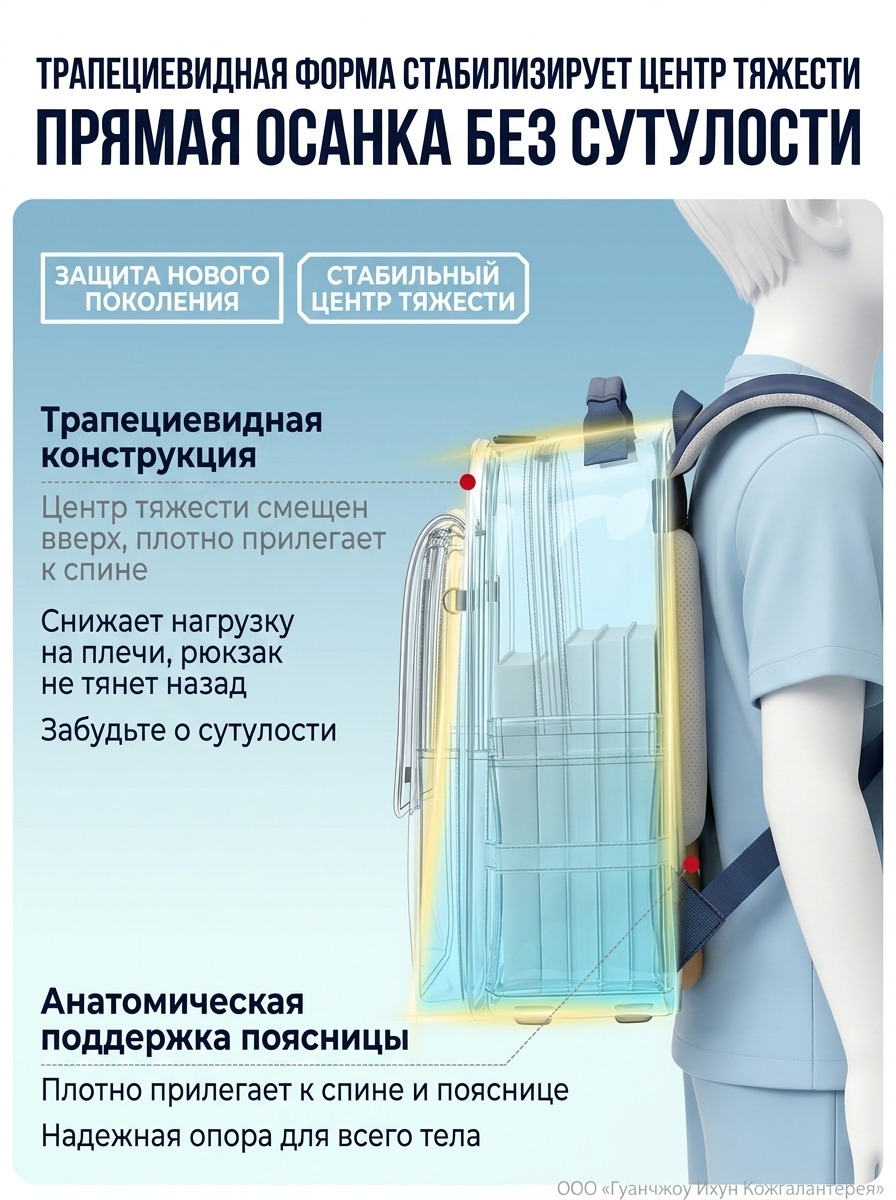 ТРАПЕЦИЕВИДНАЯ ФОРМА СТАБИЛИЗИРУЕТ ЦЕНТР ТЯЖЕСТИ
ПРЯМАЯ ОСАНКА БЕЗ СУТУЛОСТИ
ЗАЩИТА НОВОГО
ПОКОЛЕНИЯ
СТАБИЛЬНЫЙ
ЦЕНТР ТЯЖЕСТИ
Трапециевидная
конструкция
Центр тяжести смещен
вверх, плотно прилегает
к спине
Снижает нагрузку
на плечи, рюкзак
не тянет назад
Забудьте о сутулости
Анатомическая
поддержка поясницы
Плотно прилегает к спине и пояснице
Надежная опора для всего тела
ООО «Гуанчжоу Ихун Кожгалантерея»